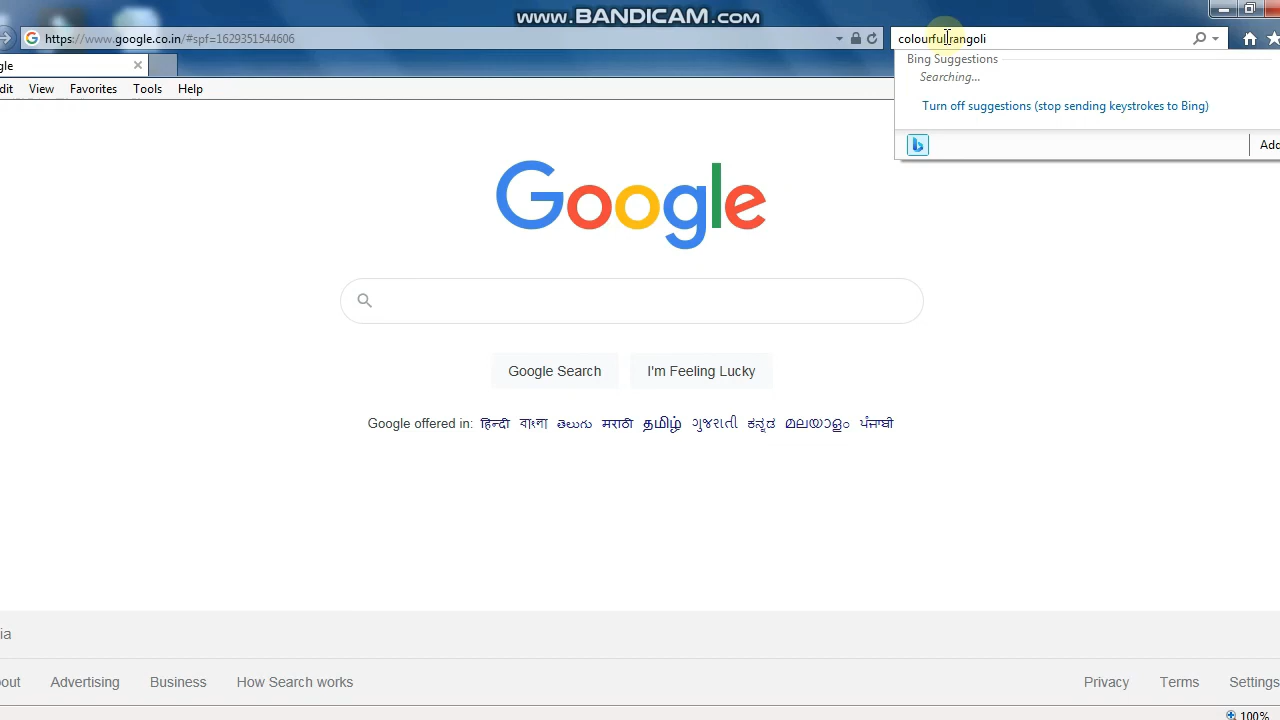 www.BANDICAM.com
https://www.google.co.in/#spf=1629351544606
colourful rangoli
gle
Bing Suggestions
Searching...
dit View Favorites Tools Help
Turn off suggestions (stop sending keystrokes to Bing)
Add
Google
Google Search
I'm Feeling Lucky
Google offered in: हिन्दी বাংলা తెలుగు मराठी தமிழ் ગુજરાતી ಕನ್ನಡ മലയാളം ਪੰਜਾਬੀ
ia
out Advertising Business How Search works Privacy Terms Settings
100%